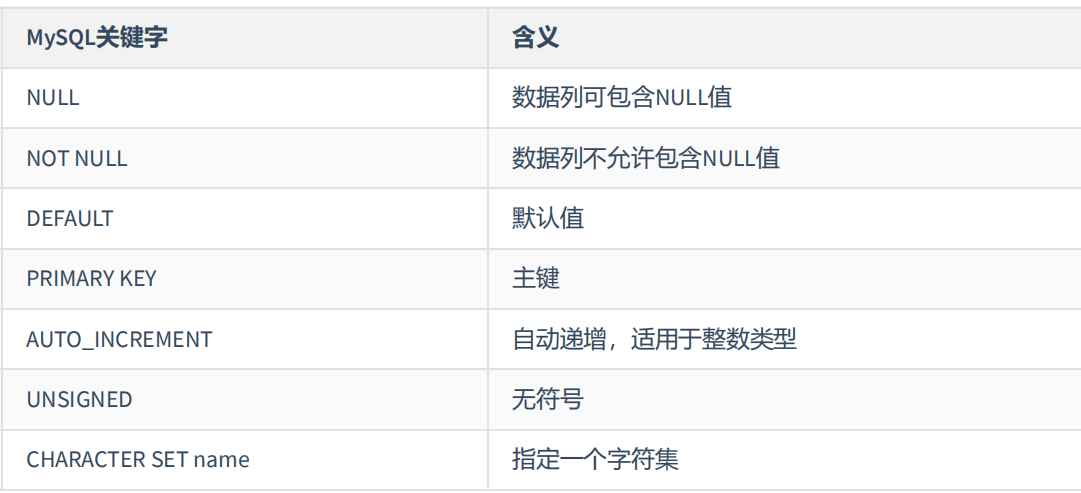 MySQL关键字 含义
NULL 数据列可包含NULL值
NOT NULL 数据列不允许包含NULL值
DEFAULT 默认值
PRIMARY KEY 主键
AUTO_INCREMENT 自动递增，适用于整数类型
UNSIGNED 无符号
CHARACTER SET name 指定一个字符集